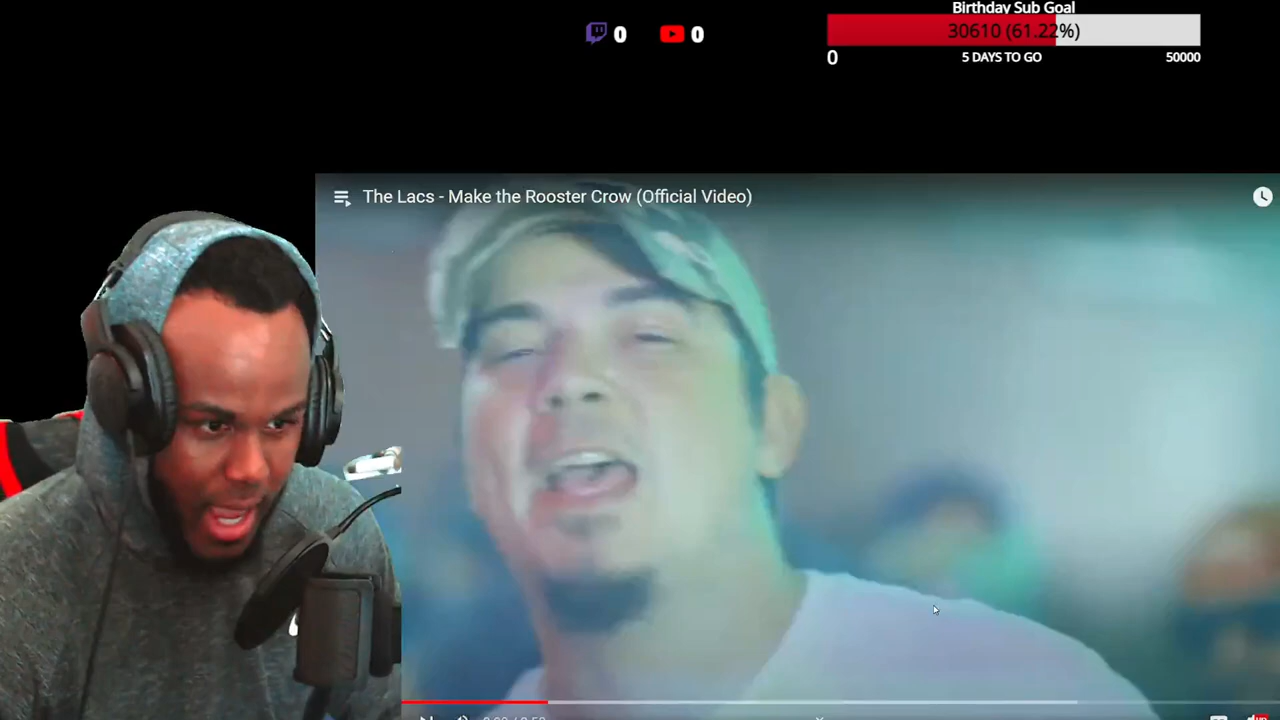 Birthday Sub Goal
0
0
30610 (61.22%)
0
5 DAYS TO GO
50000
The Lacs - Make the Rooster Crow (Official Video)